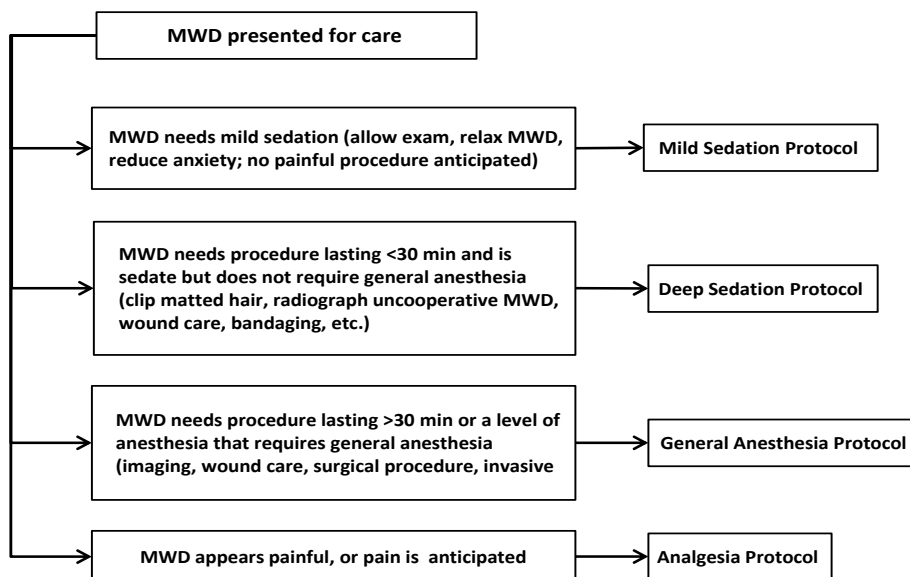 MWD presented for care
MWD needs mild sedation (allow exam, relax MWD,
reduce anxiety; no painful procedure anticipated)
Mild Sedation Protocol
MWD needs procedure lasting <30 min and is
sedate but does not require general anesthesia
(clip matted hair, radiograph uncooperative MWD,
wound care, bandaging, etc.)
Deep Sedation Protocol
MWD needs procedure lasting >30 min or a level of
anesthesia that requires general anesthesia
(imaging, wound care, surgical procedure, invasive
General Anesthesia Protocol
MWD appears painful, or pain is anticipated
Analgesia Protocol